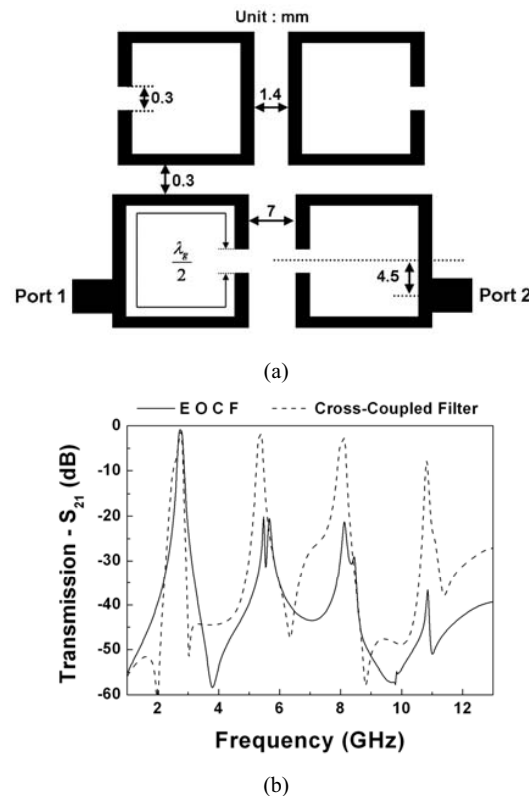 Unit : mm
0.3
1.4
0.3
7
λg
2
4.5
Port 1
Port 2
(a)
E O C F
Cross-Coupled Filter
Transmission - S21 (dB)
0
-10
-20
-30
-40
-50
-60
2
4
6
8
10
12
Frequency (GHz)
(b)